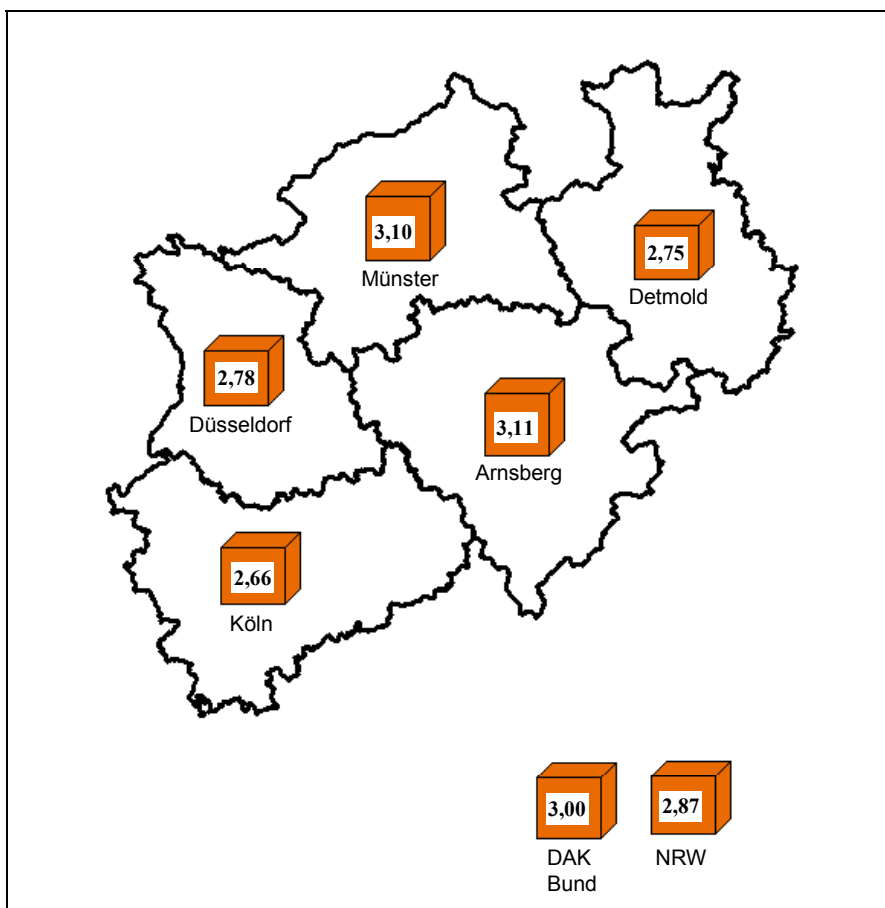 3,10
Münster
2,75
Detmold
2,78
Düsseldorf
3,11
Arnsberg
2,66
Köln
3,00
DAK
Bund
2,87
NRW